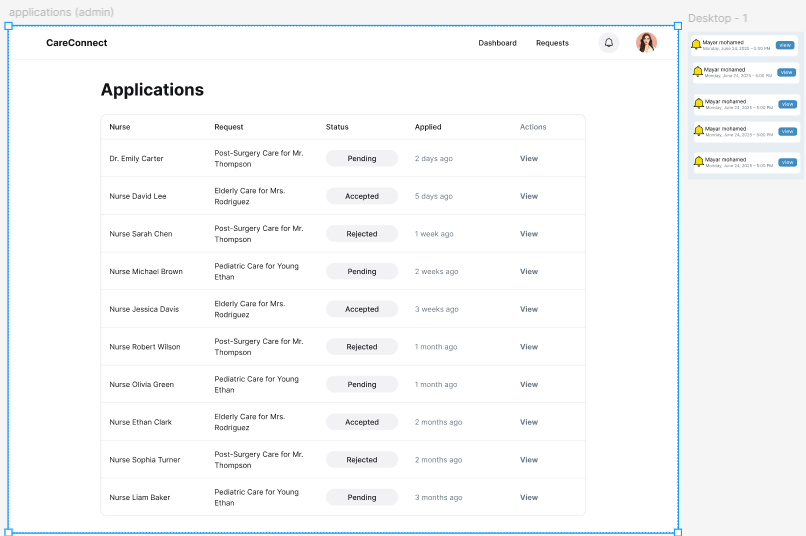 applications (admin)
Desktop - 1
CareConnect
Dashboard
Requests
Applications
Nurse Request Status Applied Actions
Dr. Emily Carter Post-Surgery Care for Mr. Pending 2 days ago View
Thompson
Nurse David Lee Elderly Care for Mrs. Accepted 5 days ago View
Rodriguez
Nurse Sarah Chen Post-Surgery Care for Mr. Rejected 1 week ago View
Thompson
Nurse Michael Brown Pediatric Care for Young Pending 2 weeks ago View
Ethan
Nurse Jessica Davis Elderly Care for Mrs. Accepted 3 weeks ago View
Rodriguez
Nurse Robert Wilson Post-Surgery Care for Mr. Rejected 1 month ago View
Thompson
Nurse Olivia Green Pediatric Care for Young Pending 1 month ago View
Ethan
Nurse Ethan Clark Elderly Care for Mrs. Accepted 2 months ago View
Rodriguez
Nurse Sophia Turner Post-Surgery Care for Mr. Rejected 2 months ago View
Thompson
Nurse Liam Baker Pediatric Care for Young Pending 3 months ago View
Ethan
Mayar mohamed view
Monday, June 24, 2025 - 5:00 PM
Mayar mohamed view
Monday, June 24, 2025 - 5:00 PM
Mayar mohamed view
Monday, June 24, 2025 - 5:00 PM
Mayar mohamed view
Monday, June 24, 2025 - 5:00 PM
Mayar mohamed view
Monday, June 24, 2025 - 5:00 PM